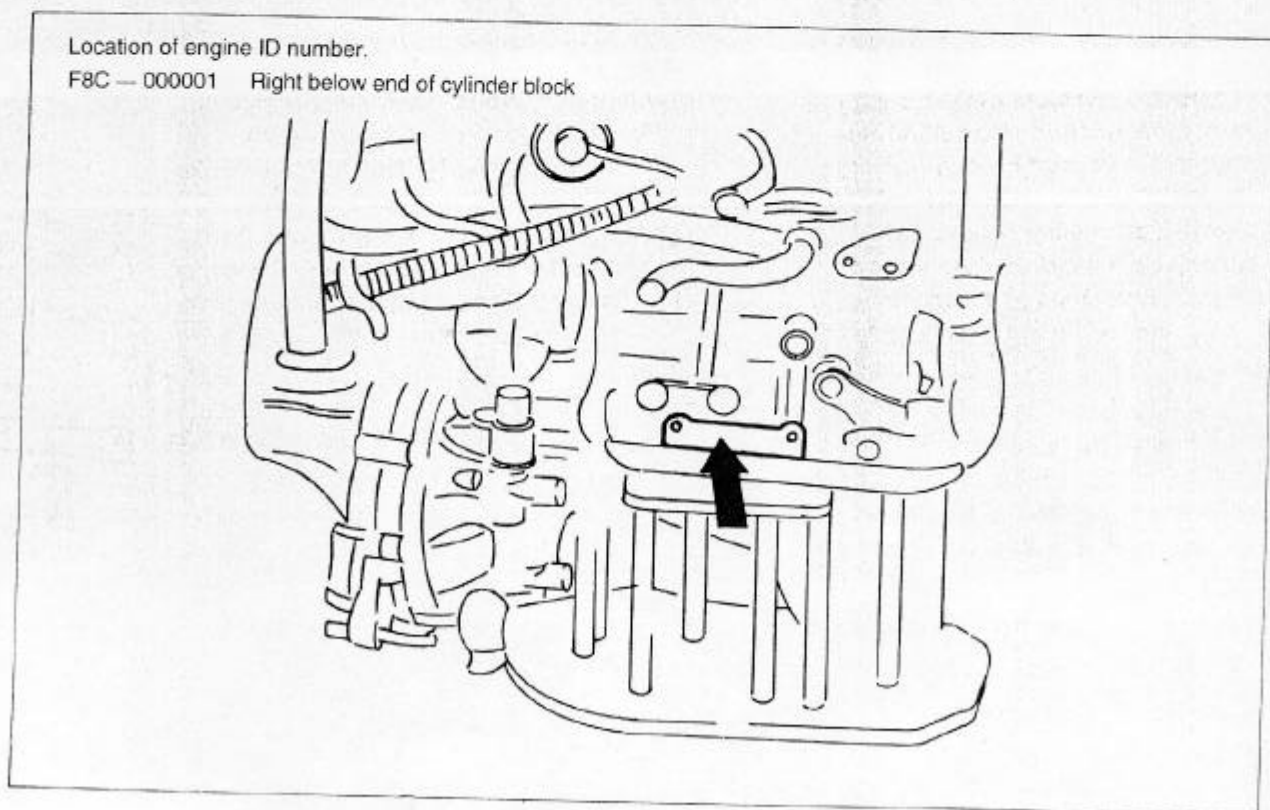 Location of engine ID number.
F8C — 000001 Right below end of cylinder block